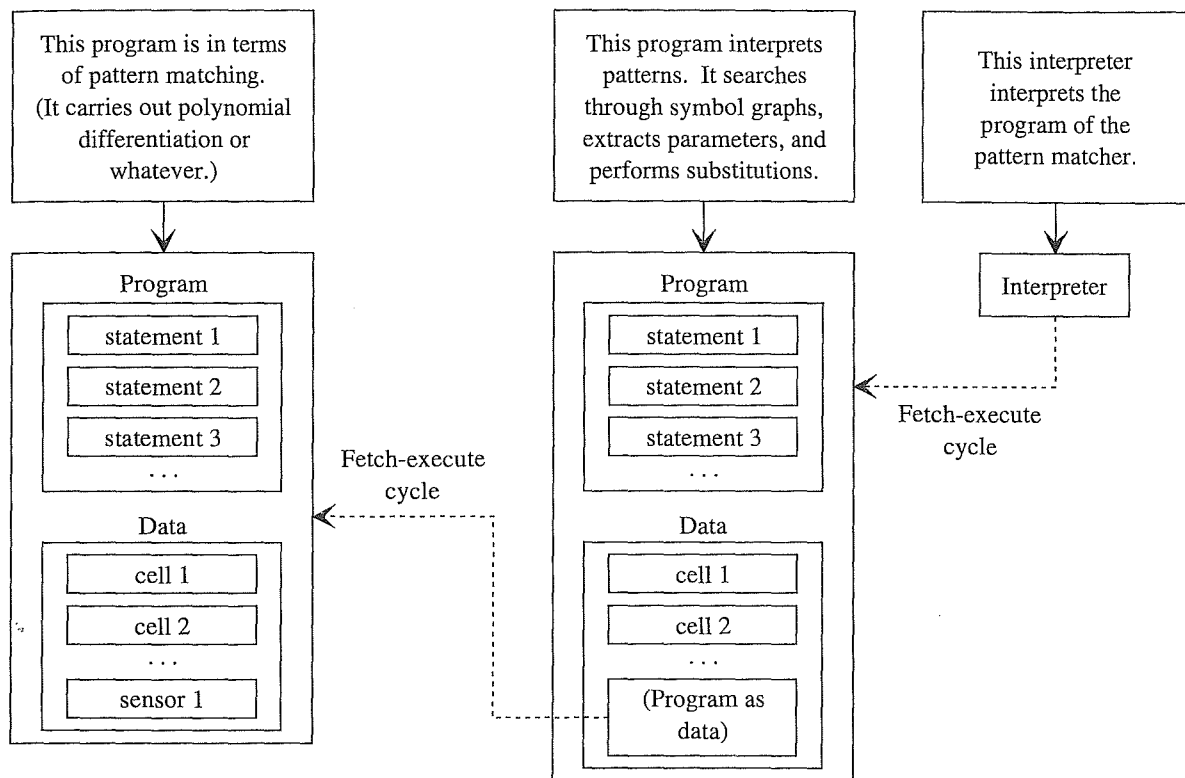 This program is in terms
of pattern matching.
(It carries out polynomial
differentiation or
whatever.)
This program interprets
patterns. It searches
through symbol graphs,
extracts parameters, and
performs substitutions.
This interpreter
interprets the
program of the
pattern matcher.
Program
statement 1
statement 2
statement 3
...
Data
cell 1
cell 2
...
sensor 1
Fetch-execute
cycle
Program
statement 1
statement 2
statement 3
...
Data
cell 1
cell 2
...
(Program as
data)
Interpreter
Fetch-execute
cycle